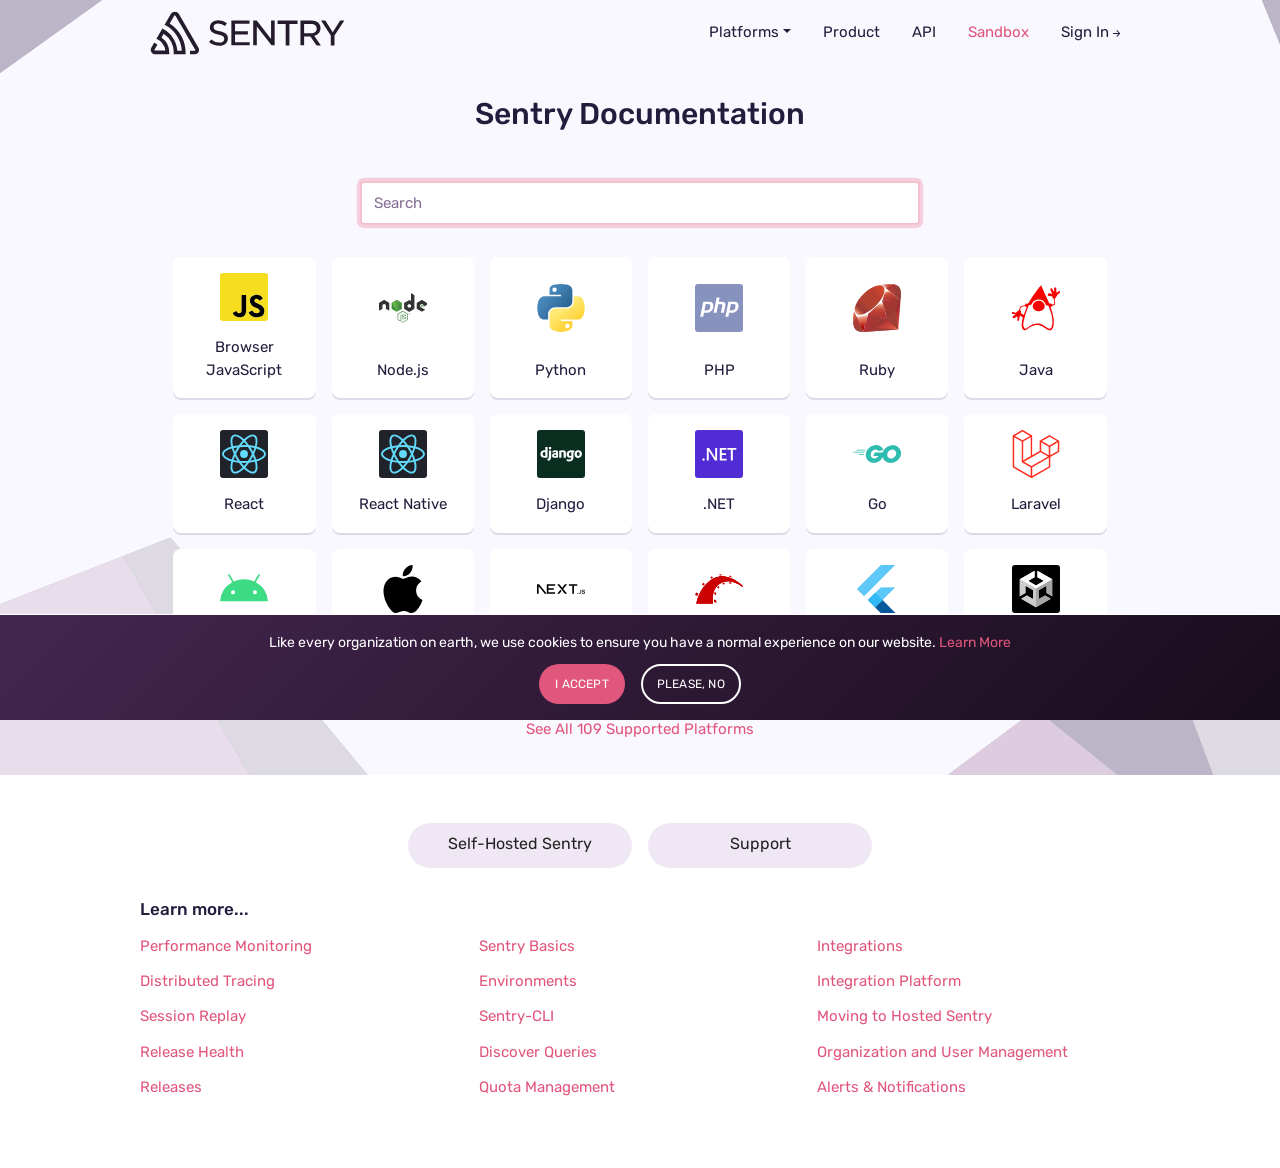 SENTRY
Platforms
Product
API
Sandbox
Sign In →
Sentry Documentation
Search
JS
Browser
JavaScript
node
JS
Node.js
Python
php
PHP
Ruby
Java
React
React Native
django
Django
.NET
.NET
GO
Go
Laravel
NEXT.JS
Like every organization on earth, we use cookies to ensure you have a normal experience on our website. Learn More
I ACCEPT
PLEASE, NO
See All 109 Supported Platforms
Self-Hosted Sentry
Support
Learn more...
Performance Monitoring
Distributed Tracing
Session Replay
Release Health
Releases
Sentry Basics
Environments
Sentry-CLI
Discover Queries
Quota Management
Integrations
Integration Platform
Moving to Hosted Sentry
Organization and User Management
Alerts & Notifications